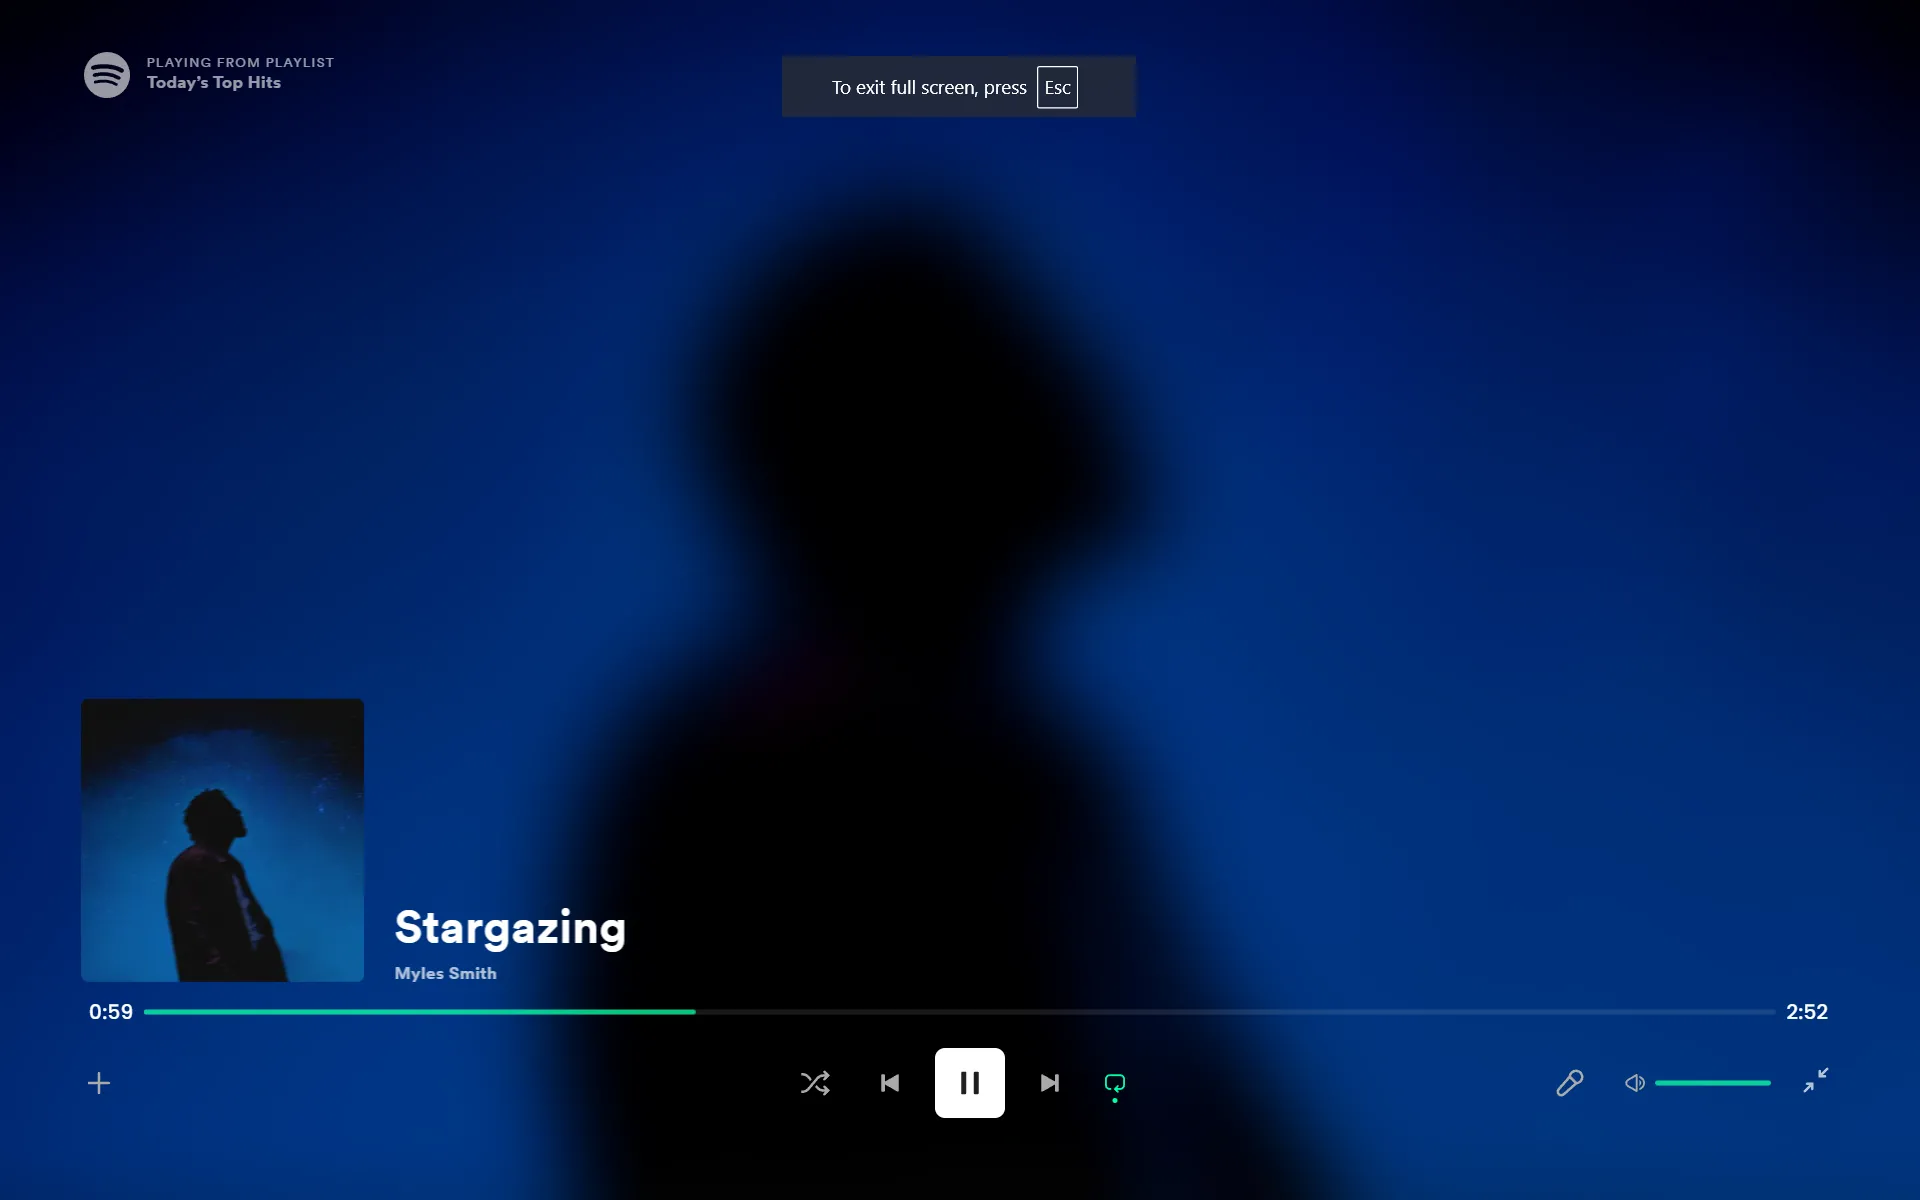 PLAYING FROM PLAYLIST
Today's Top Hits
To exit full screen, press Esc
Stargazing
Myles Smith
0:59
2:52